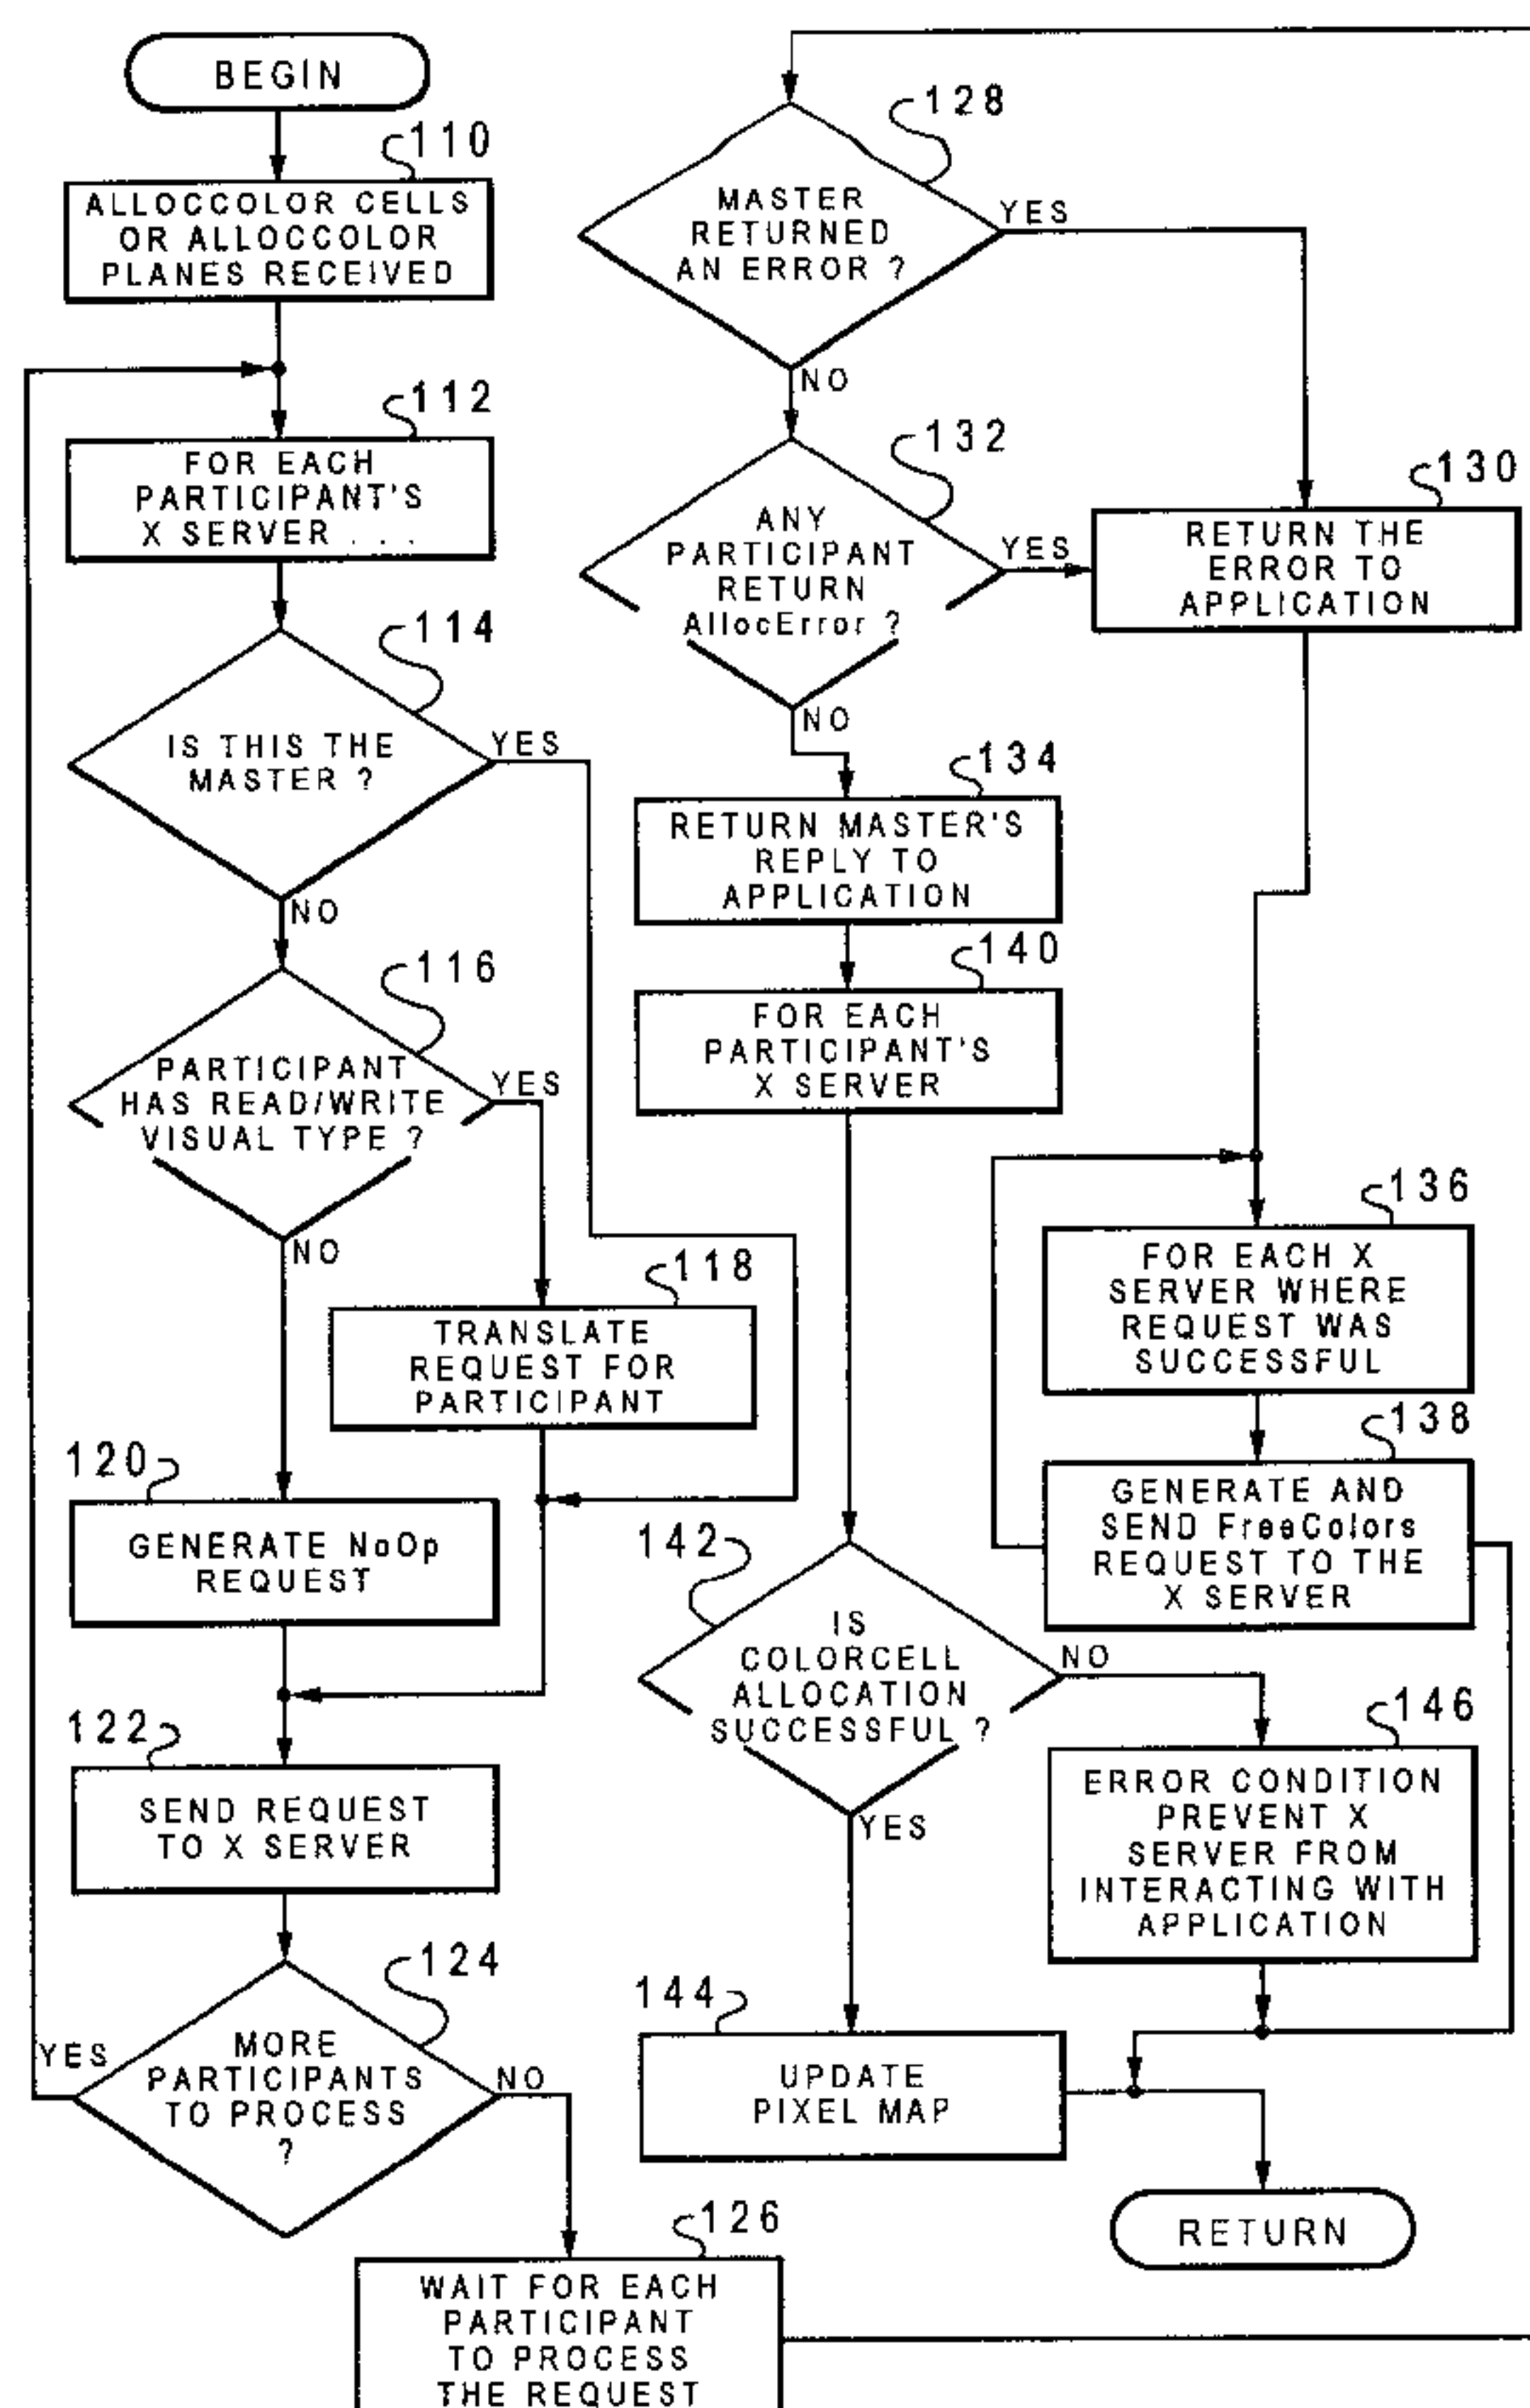 BEGIN
110
ALLOCCOLOR CELLS
OR ALLOCCOLOR
PLANES RECEIVED
112
FOR EACH
PARTICIPANT'S
X SERVER . . .
114
IS THIS THE
MASTER ?
YES
NO
116
PARTICIPANT
HAS READ/WRITE
VISUAL TYPE ?
YES
NO
118
TRANSLATE
REQUEST FOR
PARTICIPANT
120
GENERATE NoOp
REQUEST
122
SEND REQUEST
TO X SERVER
124
MORE
PARTICIPANTS
TO PROCESS
?
YES
NO
126
WAIT FOR EACH
PARTICIPANT
TO PROCESS
THE REQUEST
128
MASTER
RETURNED
AN ERROR ?
YES
NO
132
ANY
PARTICIPANT
RETURN
AllocError ?
YES
NO
130
RETURN THE
ERROR TO
APPLICATION
134
RETURN MASTER'S
REPLY TO
APPLICATION
140
FOR EACH
PARTICIPANT'S
X SERVER
136
FOR EACH X
SERVER WHERE
REQUEST WAS
SUCCESSFUL
138
GENERATE AND
SEND FreeColors
REQUEST TO THE
X SERVER
142
IS
COLORCELL
ALLOCATION
SUCCESSFUL ?
NO
YES
146
ERROR CONDITION
PREVENT X
SERVER FROM
INTERACTING WITH
APPLICATION
144
UPDATE
PIXEL MAP
RETURN